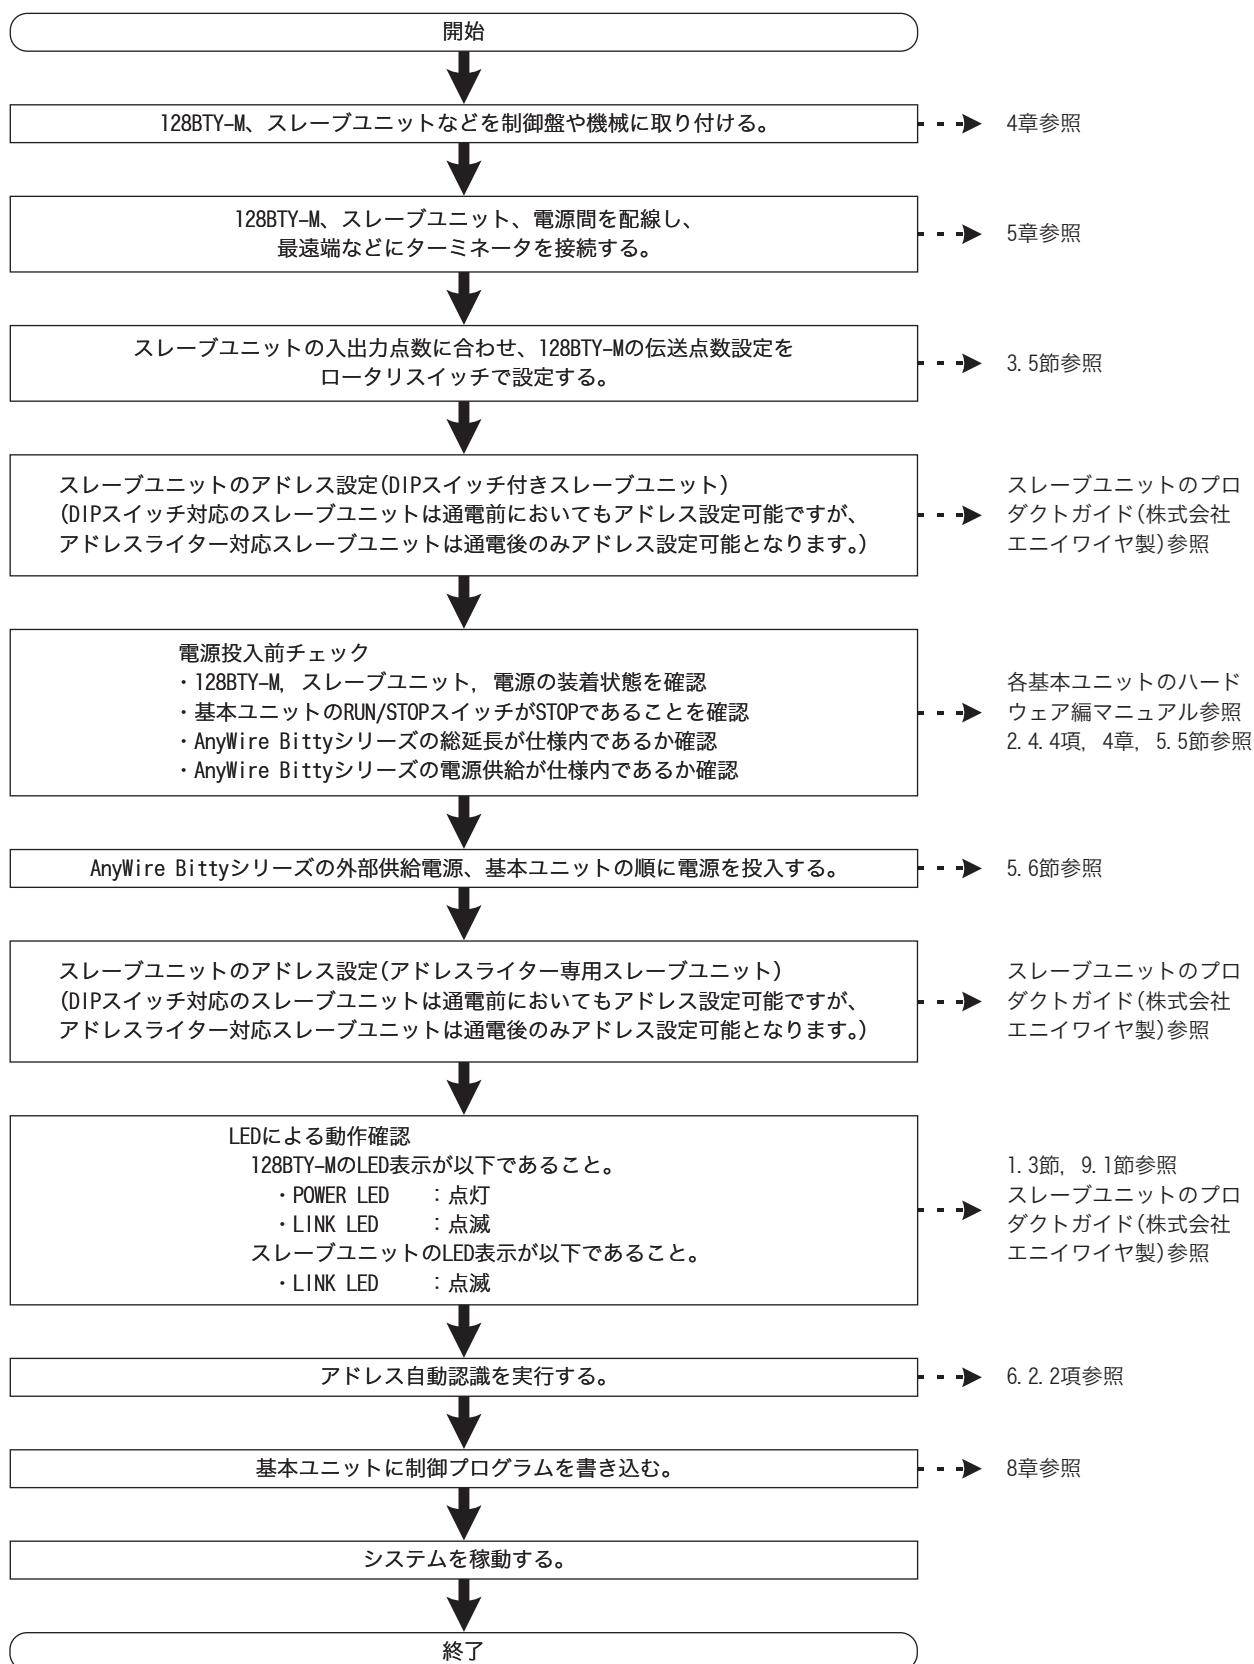 開始
128BTY-M、スレーブユニットなどを制御盤や機械に取り付ける。
4章参照
128BTY-M、スレーブユニット、電源間を配線し、
最遠端などにターミネータを接続する。
5章参照
スレーブユニットの入出力点数に合わせ、128BTY-Mの伝送点数設定を
ロータリスイッチで設定する。
3.5節参照
スレーブユニットのアドレス設定(DIPスイッチ付きスレーブユニット)
(DIPスイッチ対応のスレーブユニットは通電前においてもアドレス設定可能ですが、
アドレスライター対応スレーブユニットは通電後のみアドレス設定可能となります。)
スレーブユニットのプロ
ダクトガイド(株式会社
エニイワイヤ製)参照
電源投入前チェック
・128BTY-M, スレーブユニット, 電源の装着状態を確認
・基本ユニットのRUN/STOPスイッチがSTOPであることを確認
・AnyWire Bittyシリーズの総延長が仕様内であるか確認
・AnyWire Bittyシリーズの電源供給が仕様内であるか確認
各基本ユニットのハード
ウェア編マニュアル参照
2.4.4項, 4章, 5.5節参照
AnyWire Bittyシリーズの外部供給電源、基本ユニットの順に電源を投入する。
5.6節参照
スレーブユニットのアドレス設定(アドレスライター専用スレーブユニット)
(DIPスイッチ対応のスレーブユニットは通電前においてもアドレス設定可能ですが、
アドレスライター対応スレーブユニットは通電後のみアドレス設定可能となります。)
スレーブユニットのプロ
ダクトガイド(株式会社
エニイワイヤ製)参照
LEDによる動作確認
128BTY-MのLED表示が以下であること。
・POWER LED :点灯
・LINK LED :点滅
スレーブユニットのLED表示が以下であること。
・LINK LED :点滅
1.3節, 9.1節参照
スレーブユニットのプロ
ダクトガイド(株式会社
エニイワイヤ製)参照
アドレス自動認識を実行する。
6.2.2項参照
基本ユニットに制御プログラムを書き込む。
8章参照
システムを稼動する。
終了